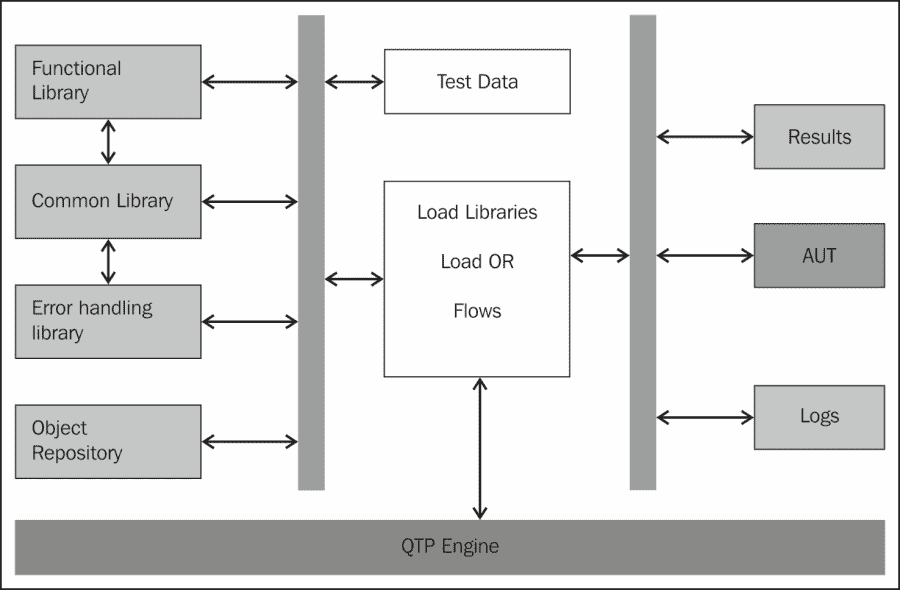 Functional
Library
Common Library
Error handling
library
Object
Repository
Test Data
Load Libraries
Load OR
Flows
Results
AUT
Logs
QTP Engine